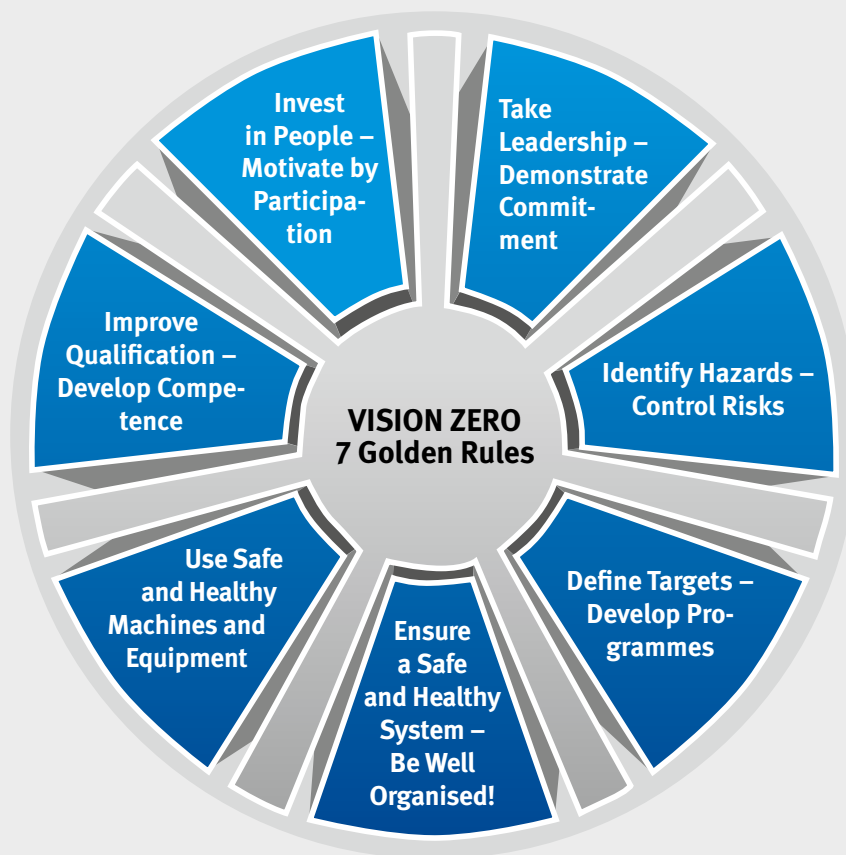 VISION ZERO
7 Golden Rules
Take
Leadership –
Demonstrate
Commit-
ment
Identify Hazards –
Control Risks
Define Targets –
Develop Pro-
grammes
Ensure
a Safe
and Healthy
System –
Be Well
Organised!
Use Safe
and Healthy
Machines and
Equipment
Improve
Qualification –
Develop Compe-
tence
Invest
in People –
Motivate by
Participa-
tion